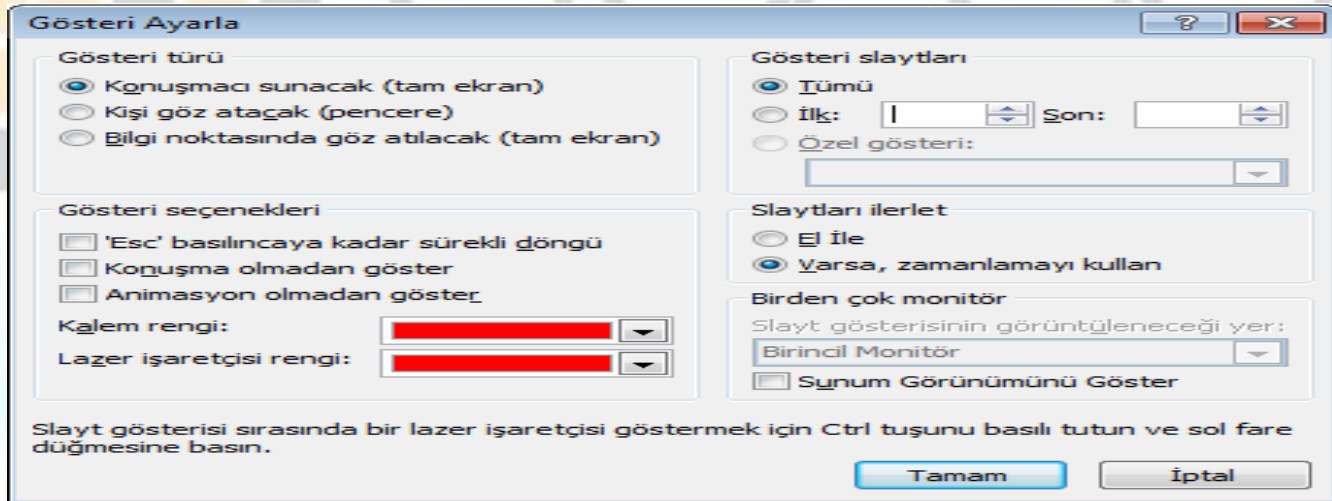 Gösteri Ayarla
Gösteri türü
Konuşmacı sunacak (tam ekran)
Kişi göz atacak (pencere)
Bilgi noktasında göz atılacak (tam ekran)
Gösteri slaytları
Tümü
İlk: Son:
Özel gösteri:
Gösteri seçenekleri
'Esc' basılıncaya kadar sürekli döngü
Konuşma olmadan göster
Animasyon olmadan göster
Kalem rengi:
Lazer işaretçisi rengi:
Slaytları ilerlet
El İle
Varsa, zamanlamayı kullan
Birden çok monitör
Slayt gösterisinin görüntüleneceği yer:
Birincil Monitör
Sunum Görünümünü Göster
Slayt gösterisi sırasında bir lazer işaretçisi göstermek için Ctrl tuşunu basılı tutun ve sol fare
düğmesine basın.
Tamam İptal